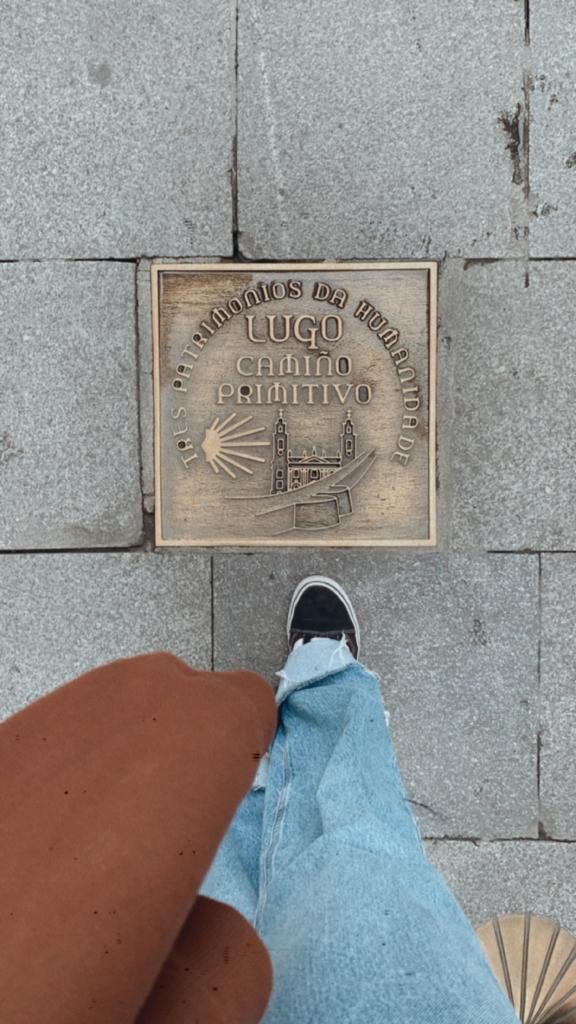 TRES PATRIMONIOS DA HUMANIDADE
LUGO
CAMIÑO
PRIMITIVO